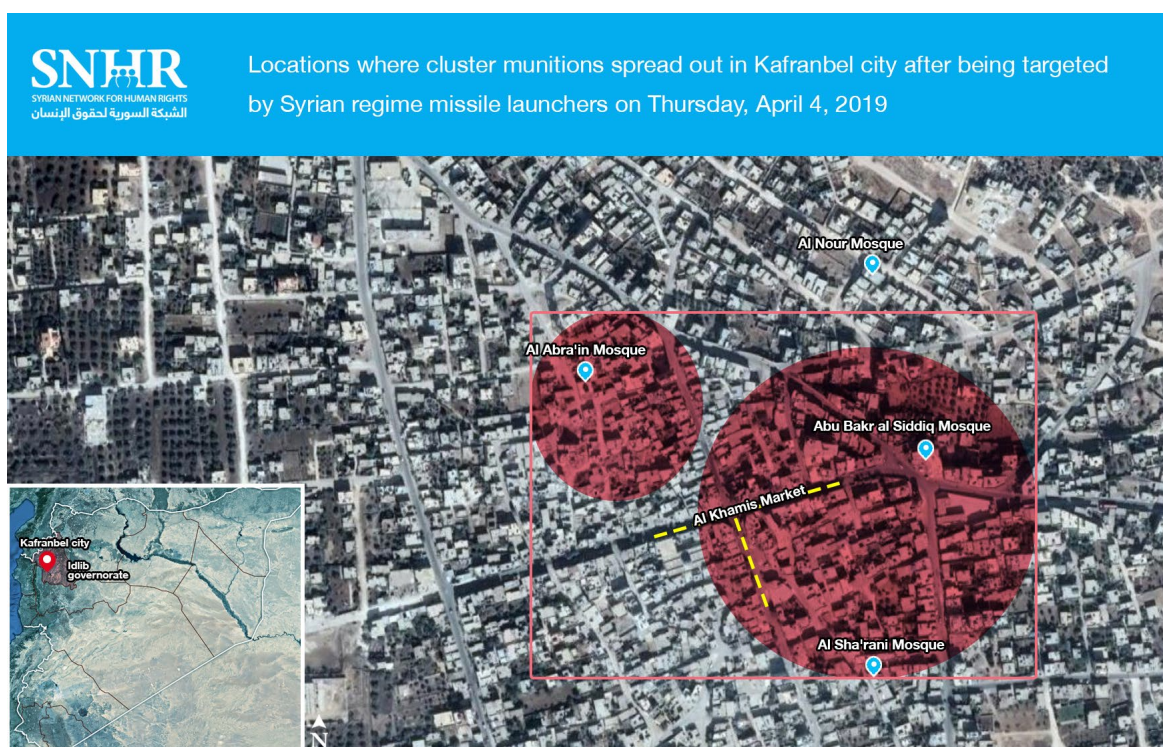 SNHR
SYRIAN NETWORK FOR HUMAN RIGHTS
الشبكة السورية لحقوق الإنسان
Locations where cluster munitions spread out in Kafranbel city after being targeted
by Syrian regime missile launchers on Thursday, April 4, 2019
Al Nour Mosque
Al Abra'in Mosque
Abu Bakr al Siddiq Mosque
Al Khamis Market
Al Sha'rani Mosque
Kafranbel city
Idlib
governorate
N